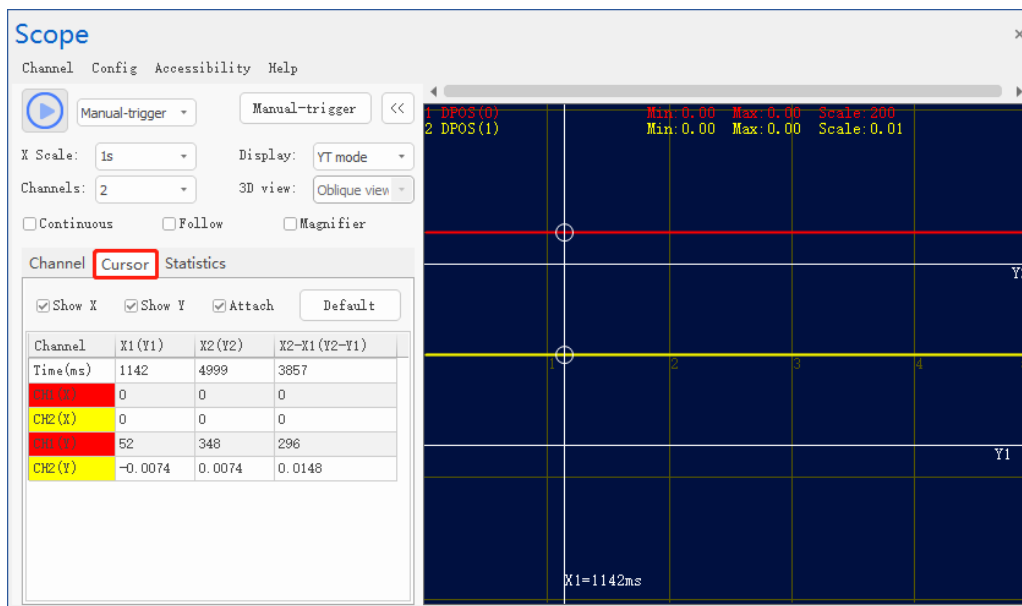 Scope
Channel Config Accessibility Help
Manual-trigger Manual-trigger <<
X Scale: 1s Display: YT mode
Channels: 2 3D view: Oblique view
Continuous Follow Magnifier
Channel Cursor Statistics
Show X Show Y Attach Default
Channel X1(Y1) X2(Y2) X2-X1(Y2-Y1)
Time(ms) 1142 4999 3857
CH1(X) 0 0 0
CH2(X) 0 0 0
CH1(Y) 52 348 296
CH2(Y) -0.0074 0.0074 0.0148
1 DPOS(0) Min:0.00 Max:0.00 Scale:200
2 DPOS(1) Min:0.00 Max:0.00 Scale:0.01
1 2 3 4
Y1
X1=1142ms